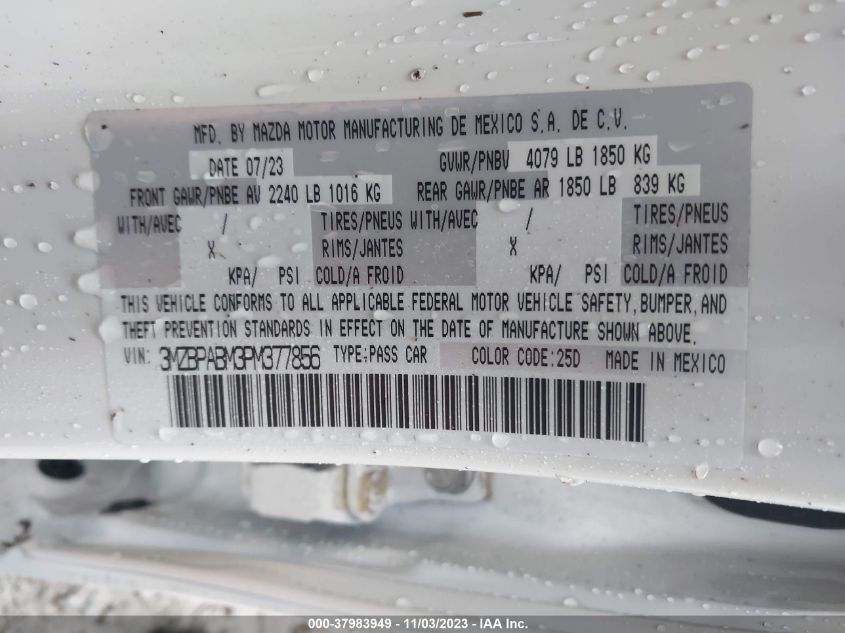 MFD. BY MAZDA MOTOR MANUFACTURING DE MEXICO S.A. DE C.V.
DATE 07/23 GVWR/PNBV 4079 LB 1850 KG
FRONT GAWR/PNBE AV 2240 LB 1016 KG REAR GAWR/PNBE AR 1850 LB 839 KG
WITH/AVEC / TIRES/PNEUS WITH/AVEC / TIRES/PNEUS
X RIMS/JANTES X RIMS/JANTES
KPA/ PSI COLD/A FROID KPA/ PSI COLD/A FROID
THIS VEHICLE CONFORMS TO ALL APPLICABLE FEDERAL MOTOR VEHICLE SAFETY, BUMPER, AND
THEFT PREVENTION STANDARDS IN EFFECT ON THE DATE OF MANUFACTURE SHOWN ABOVE.
VIN: 3MZBPABM3PM377856 TYPE:PASS CAR COLOR CODE:25D MADE IN MEXICO
000-37983949 - 11/03/2023 - IAA Inc.